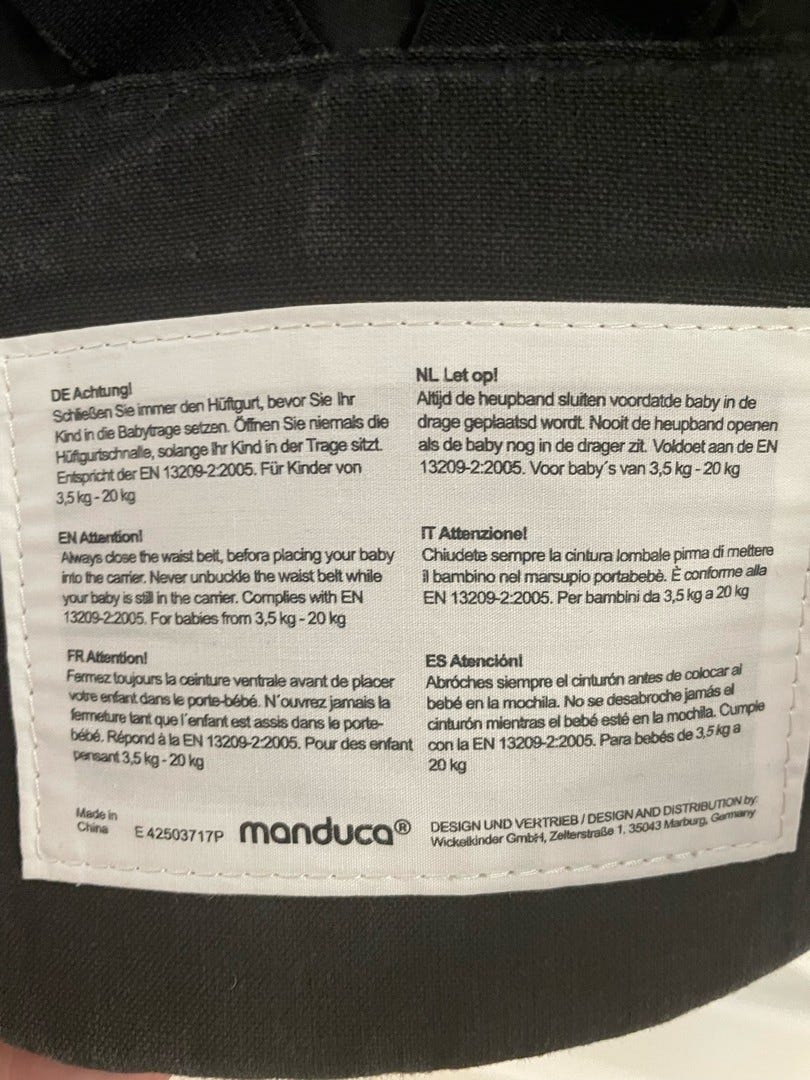 DE Achtung!
Schließen Sie immer den Hüftgurt, bevor Sie Ihr
Kind in die Babytrage setzen. Öffnen Sie niemals die
Hüftgurtschnalle, solange Ihr Kind in der Trage sitzt.
Entspricht der EN 13209-2:2005. Für Kinder von
3,5 kg - 20 kg
EN Attention!
Always close the waist belt, befora placing your baby
into the carrier. Never unbuckle the waist belt while
your baby is still in the carrier. Complies with EN
13209-2:2005. For babies from 3,5 kg - 20 kg
FR Attention!
Fermez toujours la ceinture ventrale avant de placer
votre enfant dans le porte-bébé. N´ouvrez jamais la
fermeture tant que l´enfant est assis dans le porte-
bébé. Répond à la EN 13209-2:2005. Pour des enfant
pensant 3,5 kg - 20 kg
NL Let op!
Altijd de heupband sluiten voordatde baby in de
drage geplaatsd wordt. Nooit de heupband openen
als de baby nog in de drager zit. Voldoet aan de EN
13209-2:2005. Voor baby´s van 3,5 kg - 20 kg
IT Attenzione!
Chiudete sempre la cintura lombale pirma di mettere
il bambino nel marsupio portabebè. È conforme alla
EN 13209-2:2005. Per bambini da 3,5 kg a 20 kg
ES Atención!
Abróches siempre el cinturón antes de colocar al
bebé en la mochila. No se desabroche jamás el
cinturón mientras el bebé esté en la mochila. Cumple
con la EN 13209-2:2005. Para bebés de 3,5 kg a
20 kg
Made in
China
E 42503717P
manduca®
DESIGN UND VERTRIEB / DESIGN AND DISTRIBUTION by:
Wickelkinder GmbH, Zelterstraße 1, 35043 Marburg, Germany